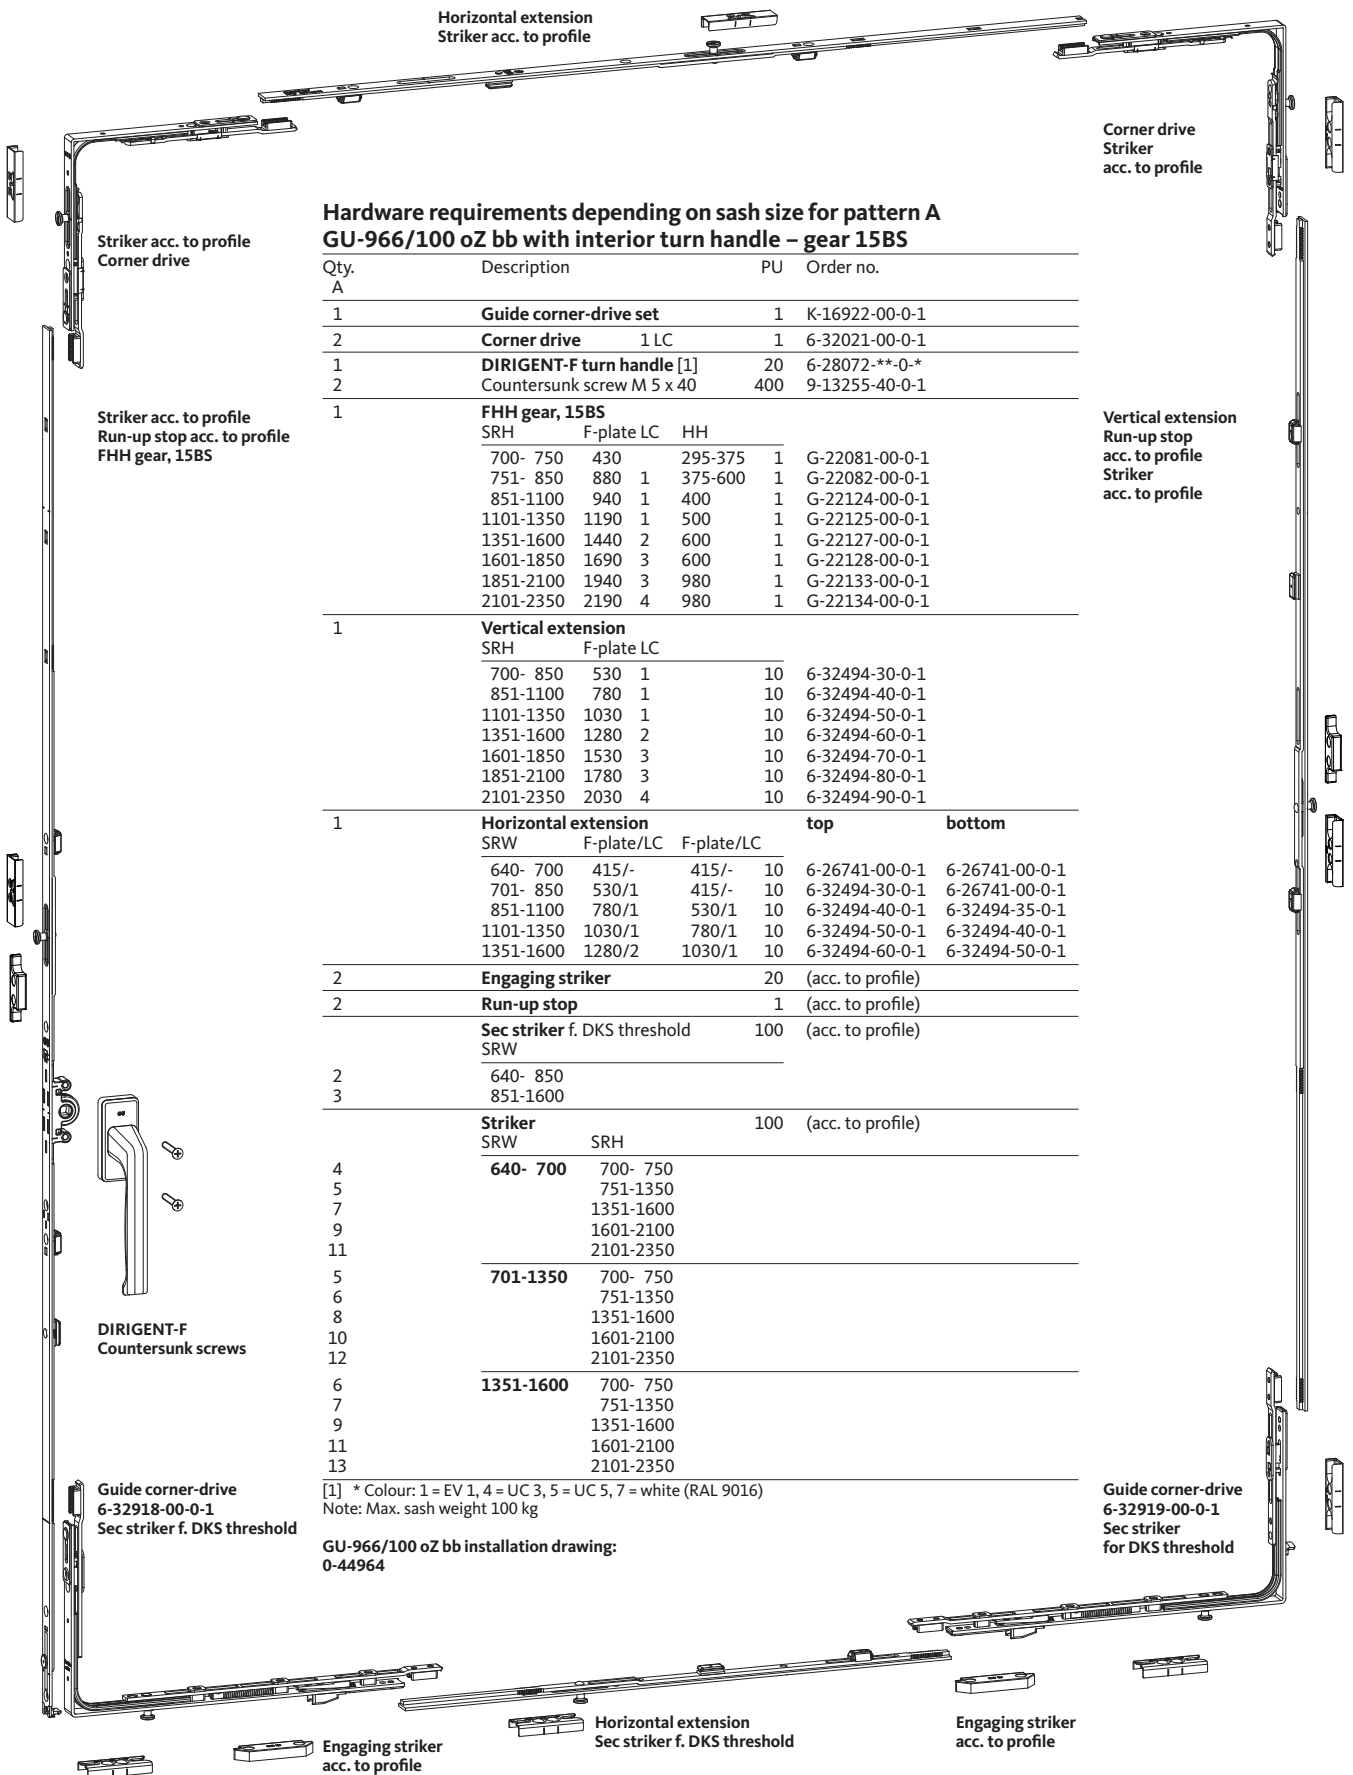 Horizontal extension
Striker acc. to profile
Corner drive
Striker
acc. to profile
Striker acc. to profile
Corner drive
Striker acc. to profile
Run-up stop acc. to profile
FHH gear, 15BS
Hardware requirements depending on sash size for pattern A
GU-966/100 oZ bb with interior turn handle – gear 15BS
Qty. Description PU Order no.
A
1 Guide corner-drive set 1 K-16922-00-0-1
2 Corner drive 1 LC 1 6-32021-00-0-1
1 DIRIGENT-F turn handle [1] 20 6-28072-**-0-*
2 Countersunk screw M 5 x 40 400 9-13255-40-0-1
1 FHH gear, 15BS
SRH F-plate LC HH
700- 750 430 295-375 1 G-22081-00-0-1
751- 850 880 1 375-600 1 G-22082-00-0-1
851-1100 940 1 400 1 G-22124-00-0-1
1101-1350 1190 1 500 1 G-22125-00-0-1
1351-1600 1440 2 600 1 G-22127-00-0-1
1601-1850 1690 3 600 1 G-22128-00-0-1
1851-2100 1940 3 980 1 G-22133-00-0-1
2101-2350 2190 4 980 1 G-22134-00-0-1
1 Vertical extension
SRH F-plate LC
700- 850 530 1 10 6-32494-30-0-1
851-1100 780 1 10 6-32494-40-0-1
1101-1350 1030 1 10 6-32494-50-0-1
1351-1600 1280 2 10 6-32494-60-0-1
1601-1850 1530 3 10 6-32494-70-0-1
1851-2100 1780 3 10 6-32494-80-0-1
2101-2350 2030 4 10 6-32494-90-0-1
1 Horizontal extension top bottom
SRW F-plate/LC F-plate/LC
640- 700 415/- 415/- 10 6-26741-00-0-1 6-26741-00-0-1
701- 850 530/1 415/- 10 6-32494-30-0-1 6-26741-00-0-1
851-1100 780/1 530/1 10 6-32494-40-0-1 6-32494-35-0-1
1101-1350 1030/1 780/1 10 6-32494-50-0-1 6-32494-40-0-1
1351-1600 1280/2 1030/1 10 6-32494-60-0-1 6-32494-50-0-1
2 Engaging striker 20 (acc. to profile)
2 Run-up stop 1 (acc. to profile)
Sec striker f. DKS threshold 100 (acc. to profile)
SRW
2 640- 850
3 851-1600
Striker 100 (acc. to profile)
SRW SRH
4 640- 700 700- 750
5 751-1350
7 1351-1600
9 1601-2100
11 2101-2350
5 701-1350 700- 750
6 751-1350
8 1351-1600
10 1601-2100
12 2101-2350
6 1351-1600 700- 750
7 751-1350
9 1351-1600
11 1601-2100
13 2101-2350
[1] * Colour: 1 = EV 1, 4 = UC 3, 5 = UC 5, 7 = white (RAL 9016)
Note: Max. sash weight 100 kg
GU-966/100 oZ bb installation drawing:
0-44964
Vertical extension
Run-up stop
acc. to profile
Striker
acc. to profile
DIRIGENT-F
Countersunk screws
Guide corner-drive
6-32918-00-0-1
Sec striker f. DKS threshold
Guide corner-drive
6-32919-00-0-1
Sec striker
for DKS threshold
Engaging striker
acc. to profile
Horizontal extension
Sec striker f. DKS threshold
Engaging striker
acc. to profile